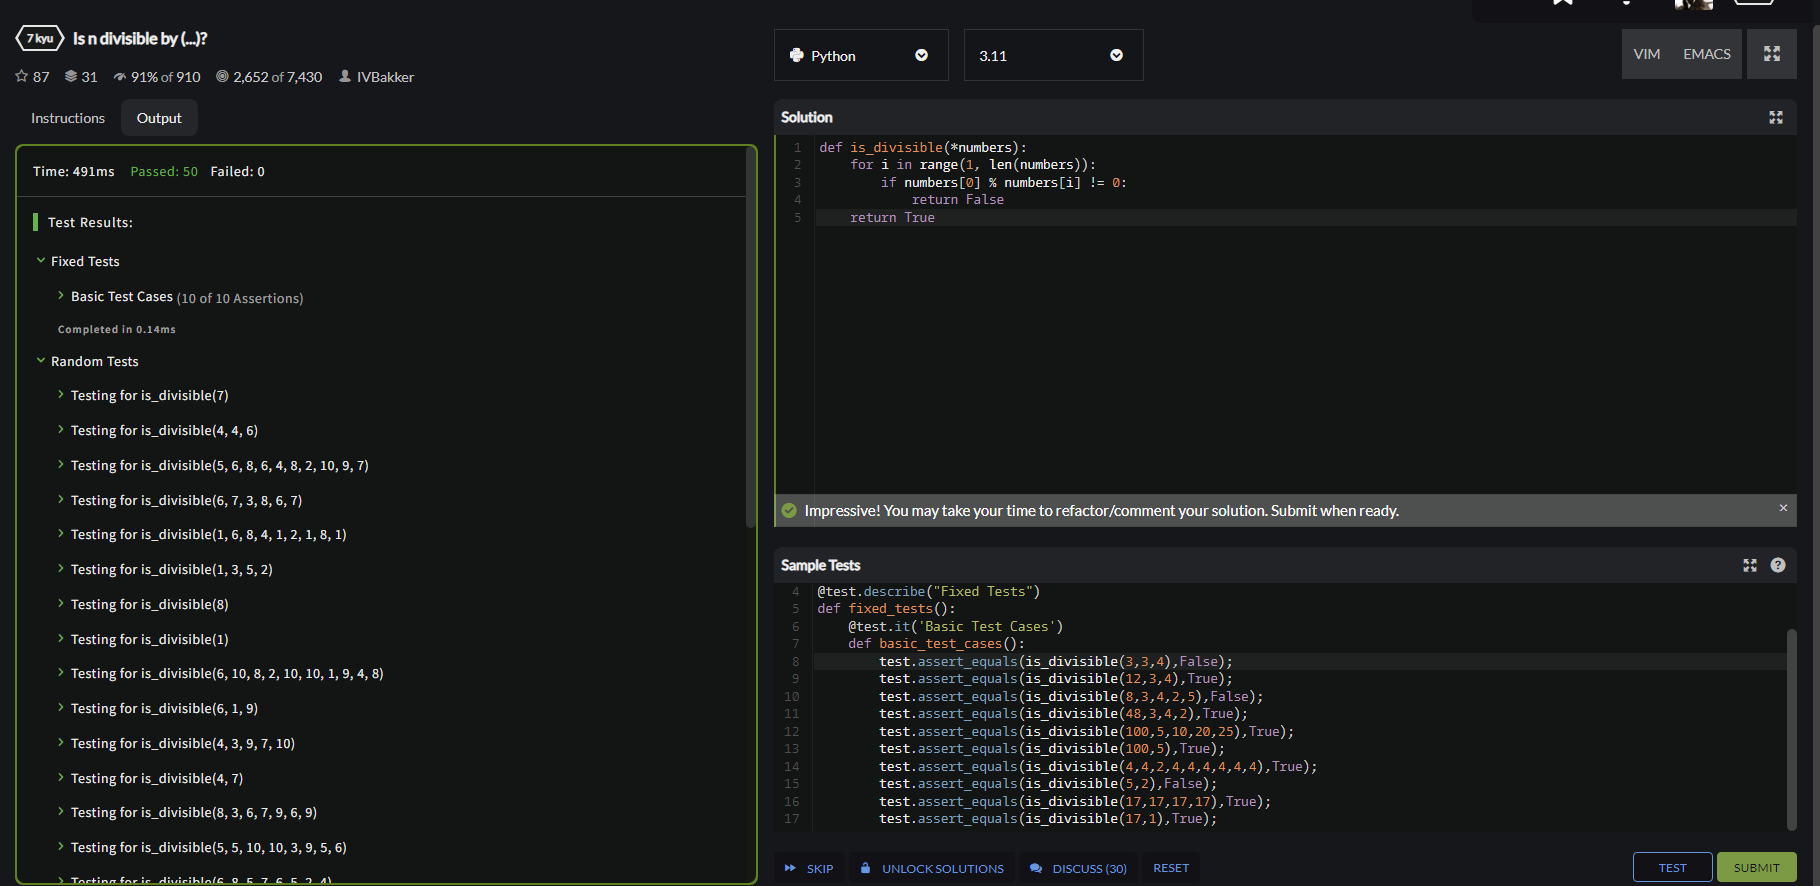 7 kyu Is n divisible by (...)?
87 31 91% of 910 2,652 of 7,430 IVBakker
Instructions Output
Time: 491ms Passed: 50 Failed: 0
Test Results:
Fixed Tests
Basic Test Cases (10 of 10 Assertions)
Completed in 0.14ms
Random Tests
Testing for is_divisible(7)
Testing for is_divisible(4, 4, 6)
Testing for is_divisible(5, 6, 8, 6, 4, 8, 2, 10, 9, 7)
Testing for is_divisible(6, 7, 3, 8, 6, 7)
Testing for is_divisible(1, 6, 8, 4, 1, 2, 1, 8, 1)
Testing for is_divisible(1, 3, 5, 2)
Testing for is_divisible(8)
Testing for is_divisible(1)
Testing for is_divisible(6, 10, 8, 2, 10, 10, 1, 9, 4, 8)
Testing for is_divisible(6, 1, 9)
Testing for is_divisible(4, 3, 9, 7, 10)
Testing for is_divisible(4, 7)
Testing for is_divisible(8, 3, 6, 7, 9, 6, 9)
Testing for is_divisible(5, 5, 10, 10, 3, 9, 5, 6)
Testing for is_divisible(6, 8, 5, 7, 6, 5, 2, 4)
Python 3.11 VIM EMACS
Solution
1 def is_divisible(*numbers):
2     for i in range(1, len(numbers)):
3         if numbers[0] % numbers[i] != 0:
4             return False
5     return True
Impressive! You may take your time to refactor/comment your solution. Submit when ready. ×
Sample Tests
4 @test.describe("Fixed Tests")
5 def fixed_tests():
6     @test.it('Basic Test Cases')
7     def basic_test_cases():
8         test.assert_equals(is_divisible(3,3,4),False);
9         test.assert_equals(is_divisible(12,3,4),True);
10         test.assert_equals(is_divisible(8,3,4,2,5),False);
11         test.assert_equals(is_divisible(48,3,4,2),True);
12         test.assert_equals(is_divisible(100,5,10,20,25),True);
13         test.assert_equals(is_divisible(100,5),True);
14         test.assert_equals(is_divisible(4,4,2,4,4,4,4,4,4),True);
15         test.assert_equals(is_divisible(5,2),False);
16         test.assert_equals(is_divisible(17,17,17,17),True);
17         test.assert_equals(is_divisible(17,1),True);
SKIP UNLOCK SOLUTIONS DISCUSS (30) RESET TEST SUBMIT